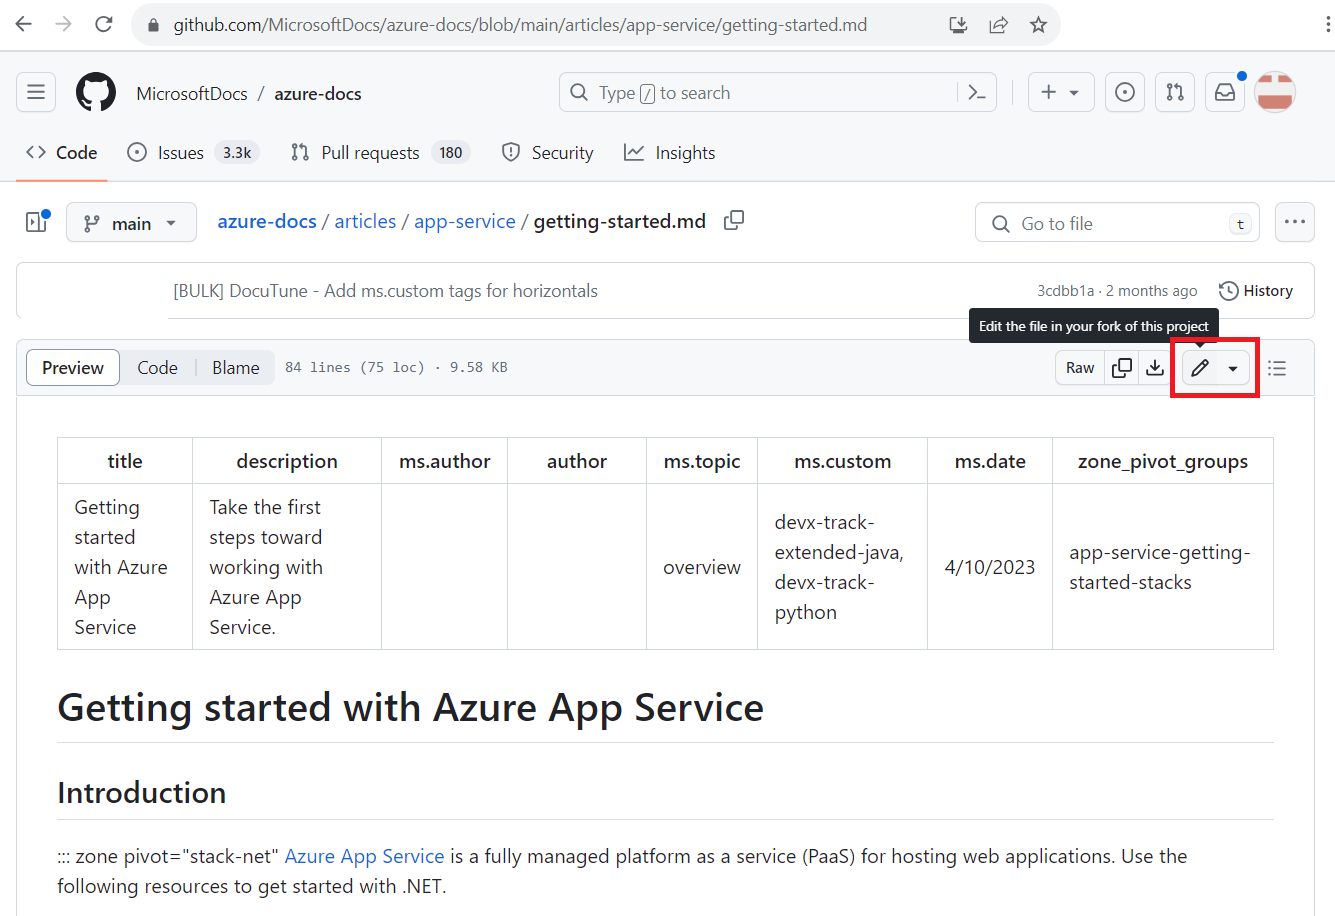 github.com/MicrosoftDocs/azure-docs/blob/main/articles/app-service/getting-started.md
MicrosoftDocs / azure-docs
Type / to search
Code
Issues 3.3k
Pull requests 180
Security
Insights
main
azure-docs / articles / app-service / getting-started.md
Go to file
t
[BULK] DocuTune - Add ms.custom tags for horizontals
3cdbb1a · 2 months ago
History
Edit the file in your fork of this project
Preview
Code
Blame
84 lines (75 loc) · 9.58 KB
Raw
title
description
ms.author
author
ms.topic
ms.custom
ms.date
zone_pivot_groups
Getting
started
with Azure
App
Service
Take the first
steps toward
working with
Azure App
Service.
overview
devx-track-
extended-java,
devx-track-
python
4/10/2023
app-service-getting-
started-stacks
Getting started with Azure App Service
Introduction
::: zone pivot="stack-net" Azure App Service is a fully managed platform as a service (PaaS) for hosting web applications. Use the
following resources to get started with .NET.